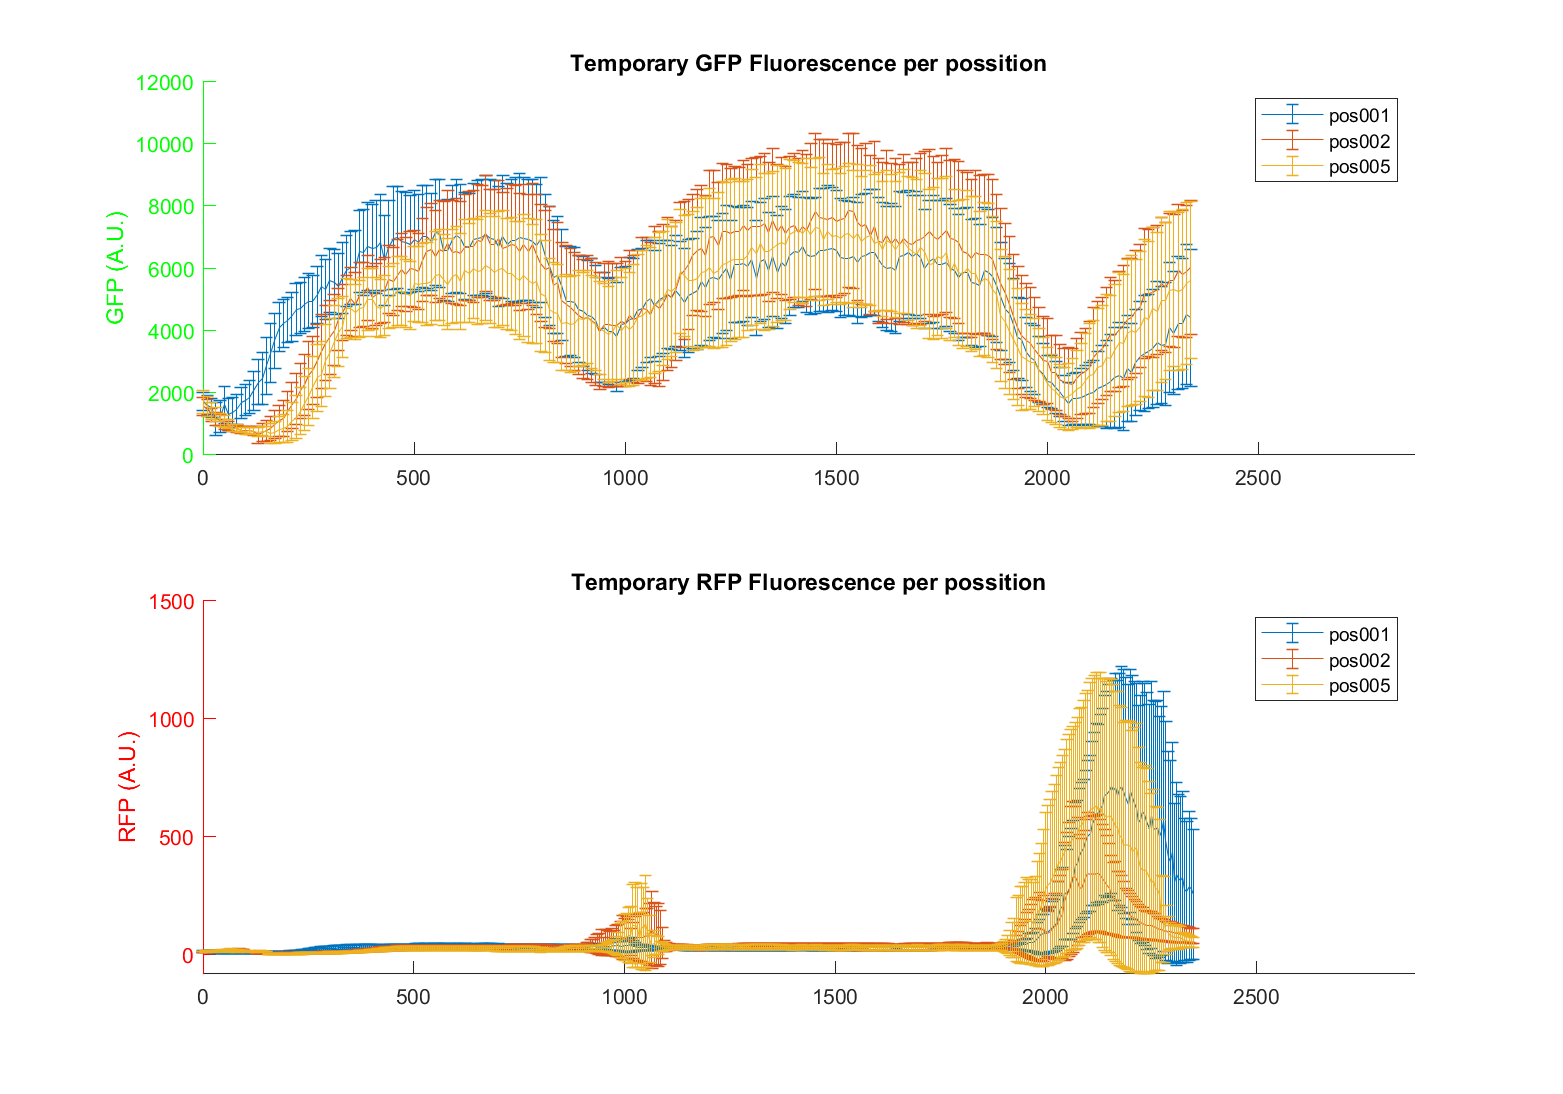 Temporary GFP Fluorescence per possition
12000
10000
8000
6000
4000
2000
0
GFP (A.U.)
pos001
pos002
pos005
0 500 1000 1500 2000 2500
Temporary RFP Fluorescence per possition
1500
1000
500
0
RFP (A.U.)
pos001
pos002
pos005
0 500 1000 1500 2000 2500